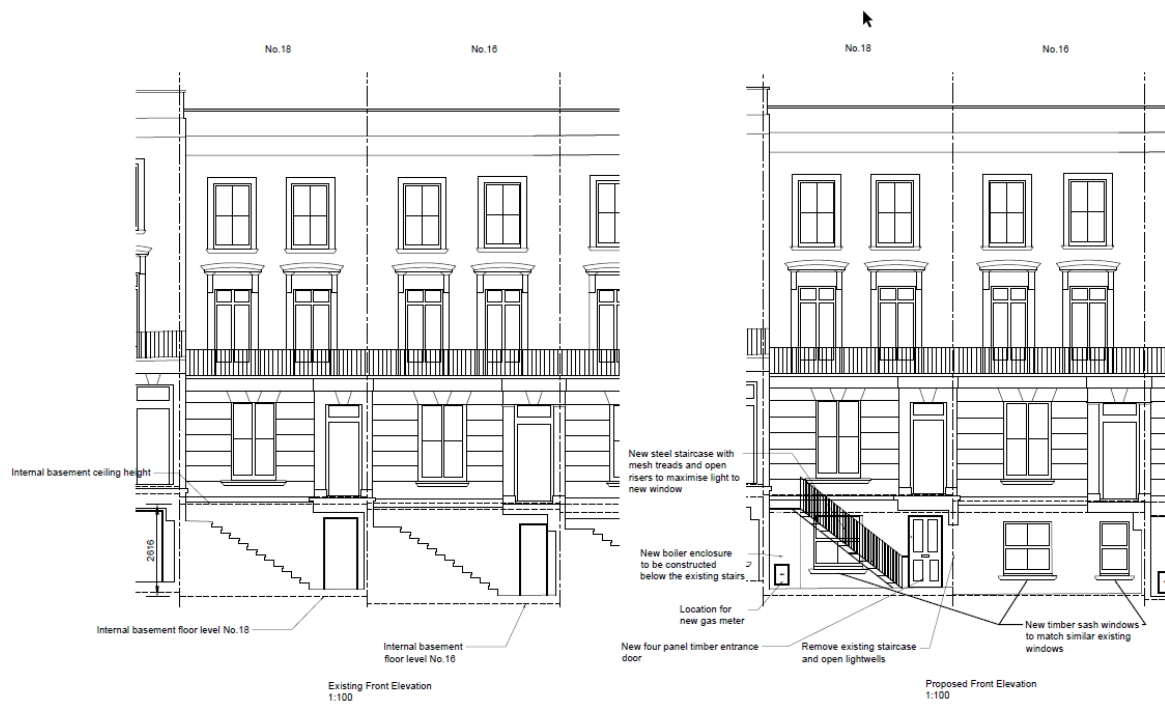 No.18
No.16
No.18
No.16
Internal basement ceiling height
2616
Internal basement floor level No.18
Internal basement
floor level No.16
Existing Front Elevation
1:100
New steel staircase with
mesh treads and open
risers to maximise light to
new window
New boiler enclosure
to be constructed
below the existing stairs
Location for
new gas meter
New four panel timber entrance
door
Remove existing staircase
and open lightwells
New timber sash windows
to match similar existing
windows
Proposed Front Elevation
1:100